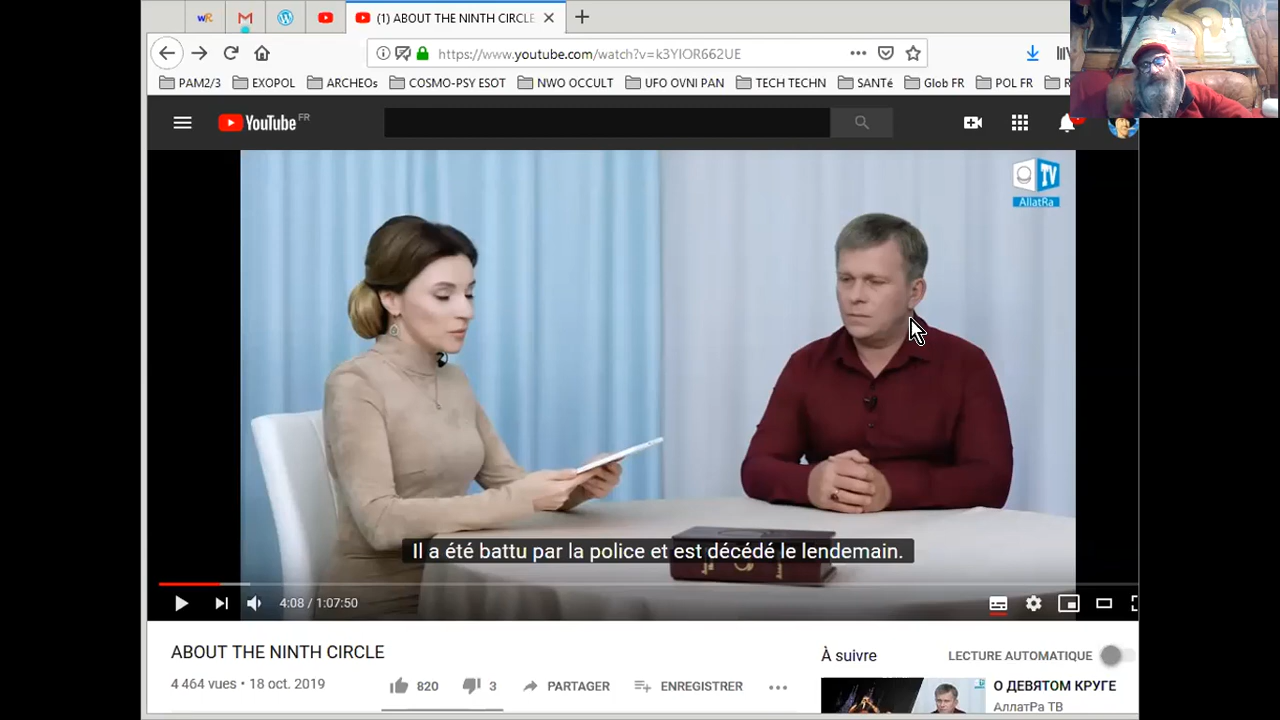 (1) ABOUT THE NINTH CIRCLE
https://www.youtube.com/watch?v=k3YIOR662UE
PAM2/3 EXOPOL ARCHEOs COSMO-PSY ESOT NWO OCCULT UFO OVNI PAN TECH TECHN SANTé Glob FR POL FR R
YouTube FR
TV
AllatRa
Il a été battu par la police et est décédé le lendemain.
4:08 / 1:07:50
ABOUT THE NINTH CIRCLE
4 464 vues • 18 oct. 2019
820 3 PARTAGER ENREGISTRER
À suivre LECTURE AUTOMATIQUE
О ДЕВЯТОМ КРУГЕ
АллатРа ТВ